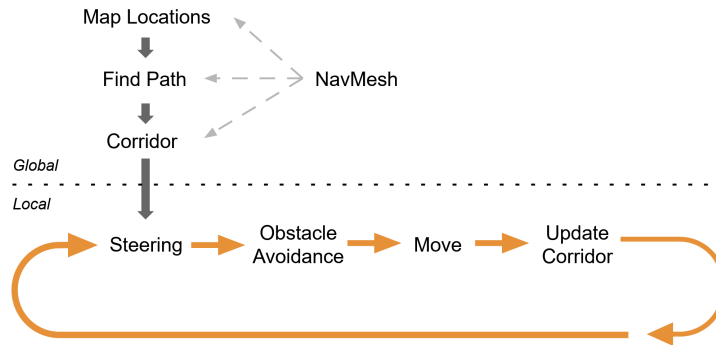 Map Locations
Find Path
NavMesh
Corridor
Global
Local
Steering
Obstacle
Avoidance
Move
Update
Corridor